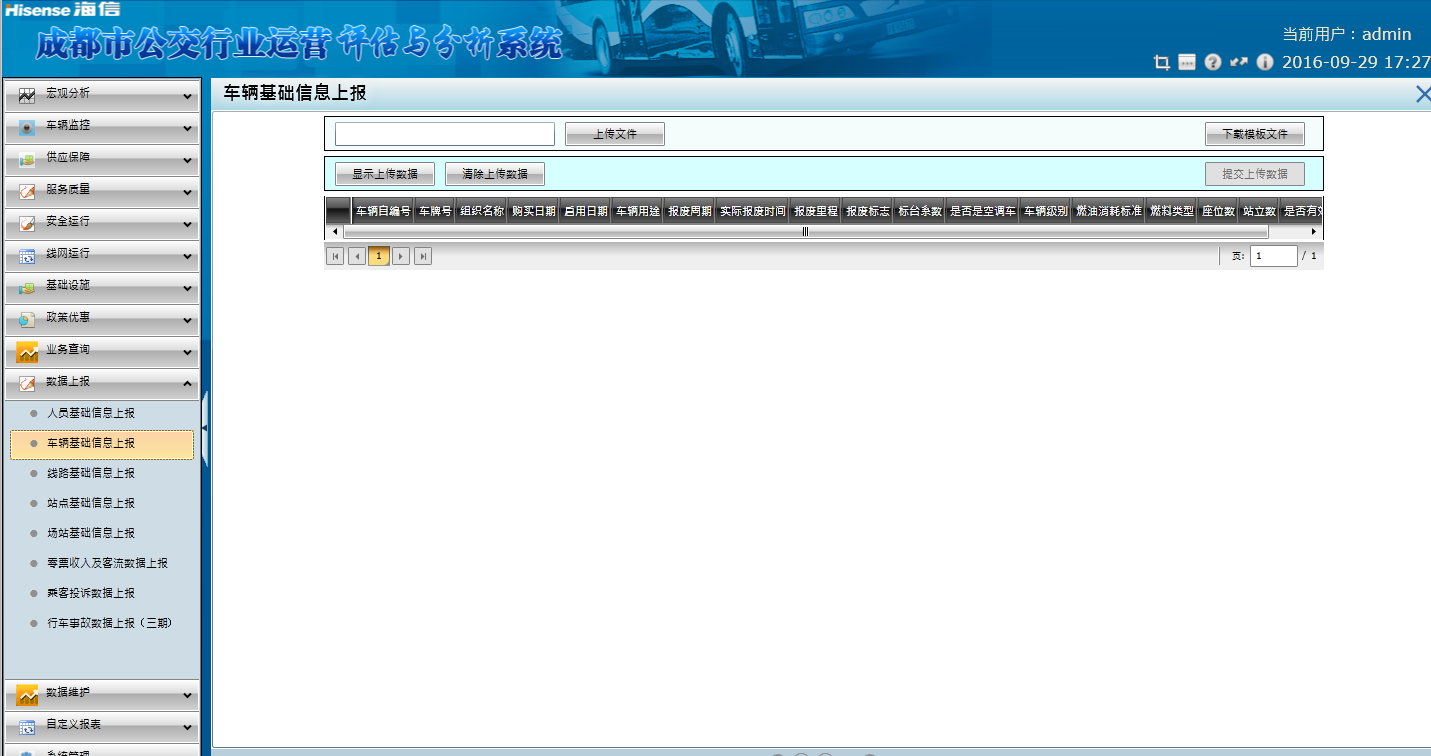 Hisense 海信
成都市公交行业运营评估与分析系统
当前用户：admin
2016-09-29 17:27
宏观分析
车辆监控
供应保障
服务质量
安全运行
线网运行
基础设施
政策优惠
业务查询
数据上报
人员基础信息上报
车辆基础信息上报
线路基础信息上报
站点基础信息上报
场站基础信息上报
零票收入及客流数据上报
乘客投诉数据上报
行车事故数据上报（三期）
数据维护
自定义报表
系统管理
车辆基础信息上报
上传文件 下载模板文件
显示上传数据 清除上传数据 提交上传数据
车辆自编号 车牌号 组织名称 购买日期 启用日期 车辆用途 报废周期 实际报废时间 报废里程 报废标志 标台系数 是否是空调车 车辆级别 燃油消耗标准 燃料类型 座位数 站立数 是否有效
1 页: 1 / 1